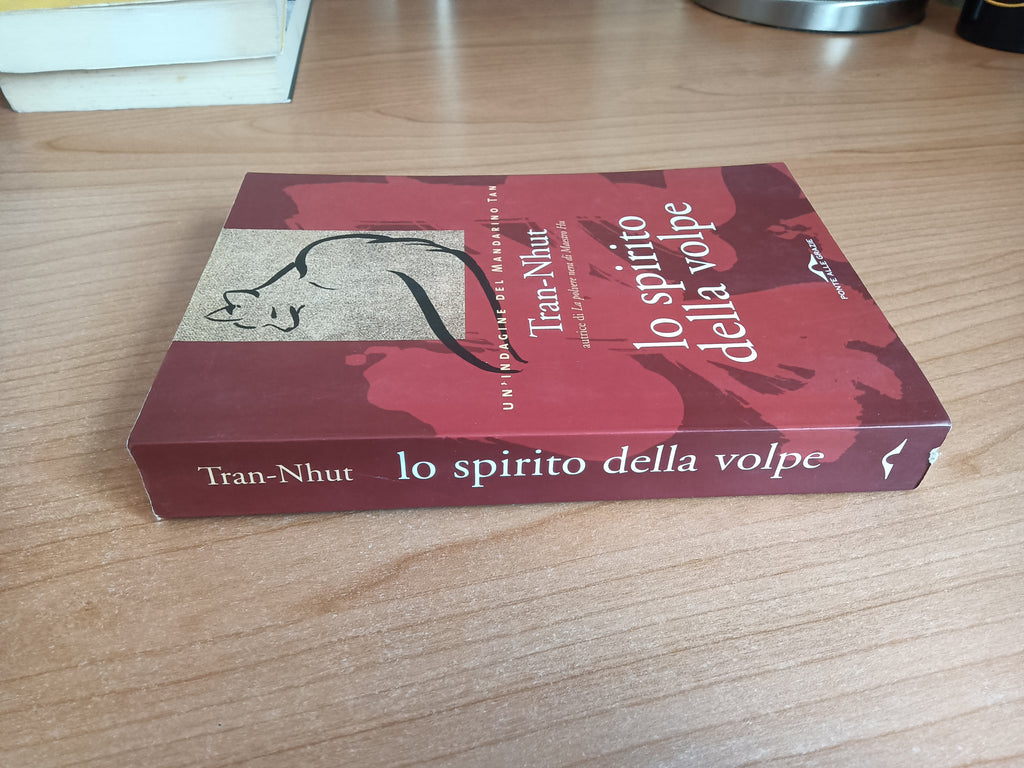 UN'INDAGINE DEL MANDARINO TAN
Tran-Nhut
autrice di La polvere nera di Maestro Hu
lo spirito
della volpe
PONTE ALLE GRAZIE
Tran-Nhut lo spirito della volpe